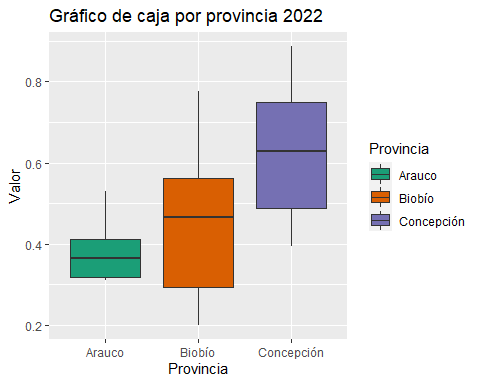 Gráfico de caja por provincia 2022
Valor
0.8
0.6
0.4
0.2
Arauco Biobío Concepción
Provincia
Provincia
Arauco
Biobío
Concepción